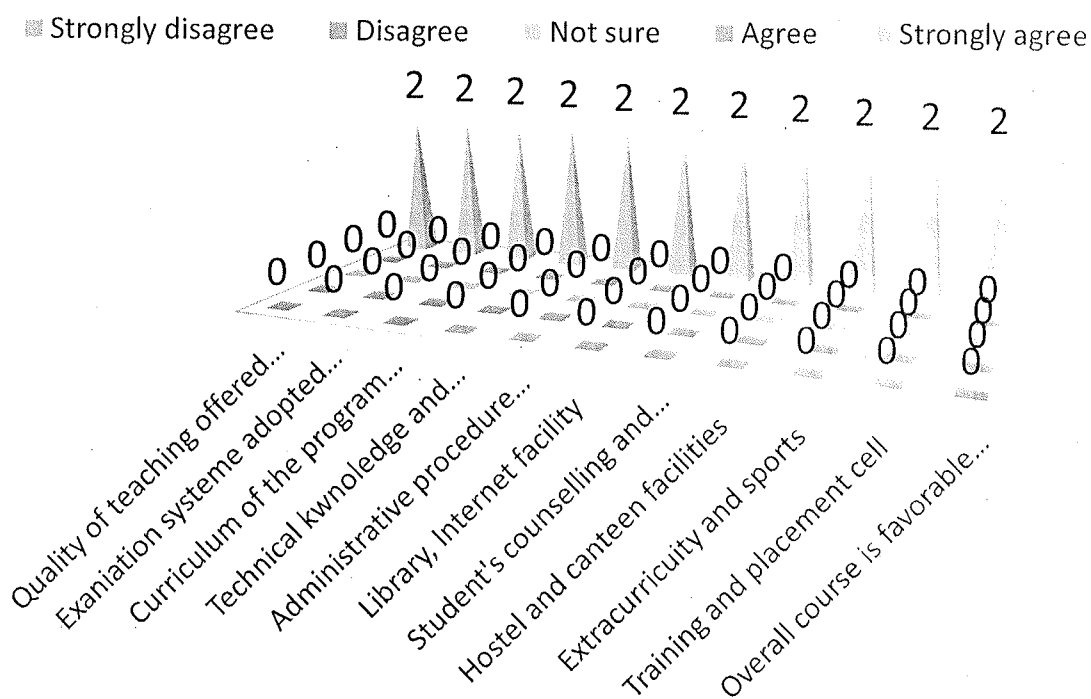 Strongly disagree Disagree Not sure Agree Strongly agree
2 2 2 2 2 2 2 2 2 2 2
0 0 0 0 0 0 0 0 0 0 0
0 0 0 0 0 0 0 0 0 0 0
0 0 0 0 0 0 0 0 0 0 0
0 0 0 0 0 0 0 0 0 0 0
Quality of teaching offered...
Exaniation systeme adopted...
Curriculum of the program...
Technical kwnoledge and...
Administrative procedure...
Library, Internet facility
Student's counselling and...
Hostel and canteen facilities
Extracurricuity and sports
Training and placement cell
Overall course is favorable...